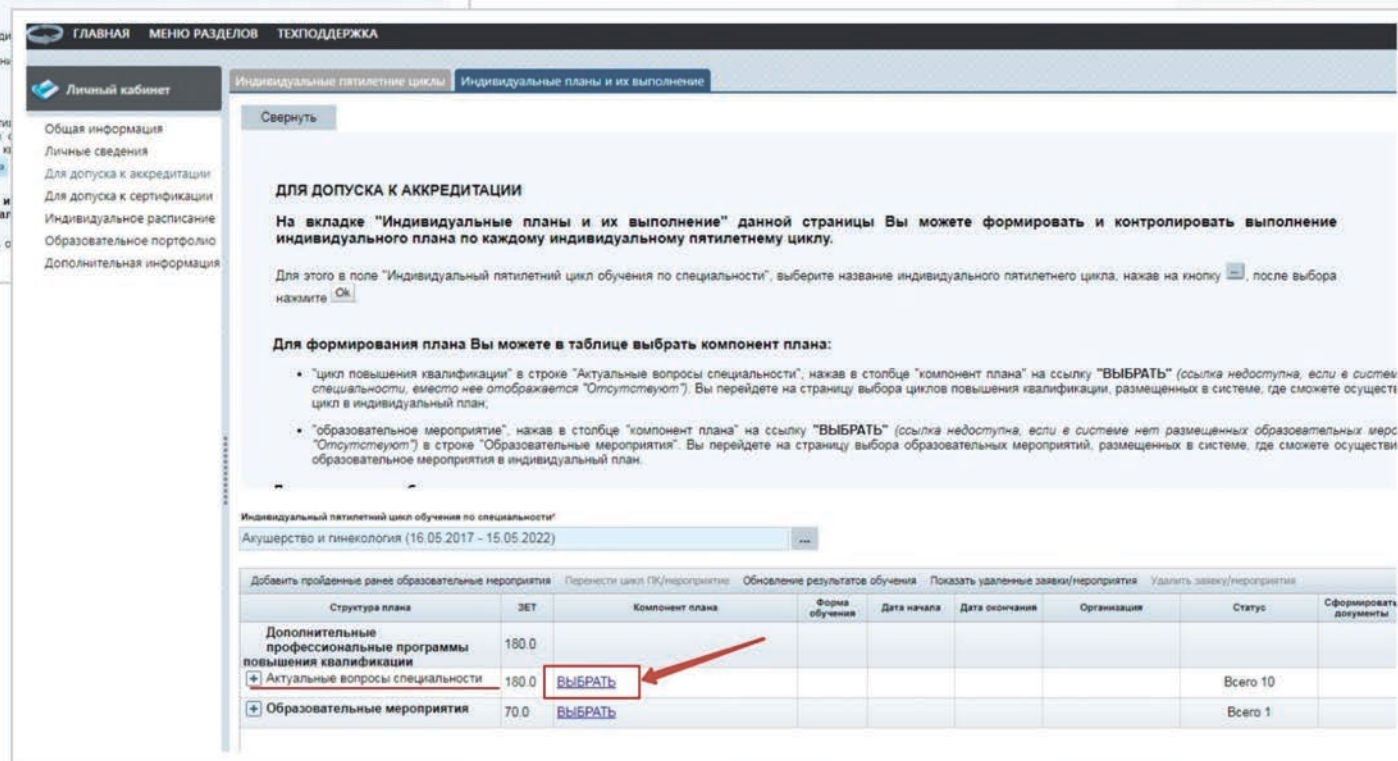 ГЛАВНАЯ МЕНЮ РАЗДЕЛОВ ТЕХПОДДЕРЖКА
Личный кабинет
Общая информация
Личные сведения
Для допуска к аккредитации
Для допуска к сертификации
Индивидуальное расписание
Образовательное портфолио
Дополнительная информация
Индивидуальные пятилетние циклы Индивидуальные планы и их выполнение
Свернуть
ДЛЯ ДОПУСКА К АККРЕДИТАЦИИ
На вкладке "Индивидуальные планы и их выполнение" данной страницы Вы можете формировать и контролировать выполнение
индивидуального плана по каждому индивидуальному пятилетнему циклу.
Для этого в поле "Индивидуальный пятилетний цикл обучения по специальности", выберите название индивидуального пятилетнего цикла, нажав на кнопку ..., после выбора
нажмите Ok
Для формирования плана Вы можете в таблице выбрать компонент плана:
• "цикл повышения квалификации" в строке "Актуальные вопросы специальности", нажав в столбце "компонент плана" на ссылку "ВЫБРАТЬ" (ссылка недоступна, если в
специальности, вместо нее отображается "Отсутствуют"). Вы перейдете на страницу выбора циклов повышения квалификации, размещенных в системе, где сможете
цикл в индивидуальный план;
• "образовательное мероприятие", нажав в столбце "компонент плана" на ссылку "ВЫБРАТЬ" (ссылка недоступна, если в системе нет размещенных образовательных
"Отсутствуют") в строке "Образовательные мероприятия". Вы перейдете на страницу выбора образовательных мероприятий, размещенных в системе, где сможете
образовательное мероприятия в индивидуальный план.
Индивидуальный пятилетний цикл обучения по специальности*
Акушерство и гинекология (16.05.2017 - 15.05.2022) ...
Добавить пройденные ранее образовательные мероприятия Перенести цикл ПК/мероприятие Обновление результатов обучения Показать удаленные заявки/мероприятия Удалить заявку/мероприятие
Структура плана ЗЕТ Компонент плана Форма обучения Дата начала Дата окончания Организация Статус Сформировать документы
Дополнительные
профессиональные программы 180.0
повышения квалификации
+ Актуальные вопросы специальности 180.0 ВЫБРАТЬ Всего 10
+ Образовательные мероприятия 70.0 ВЫБРАТЬ Всего 1